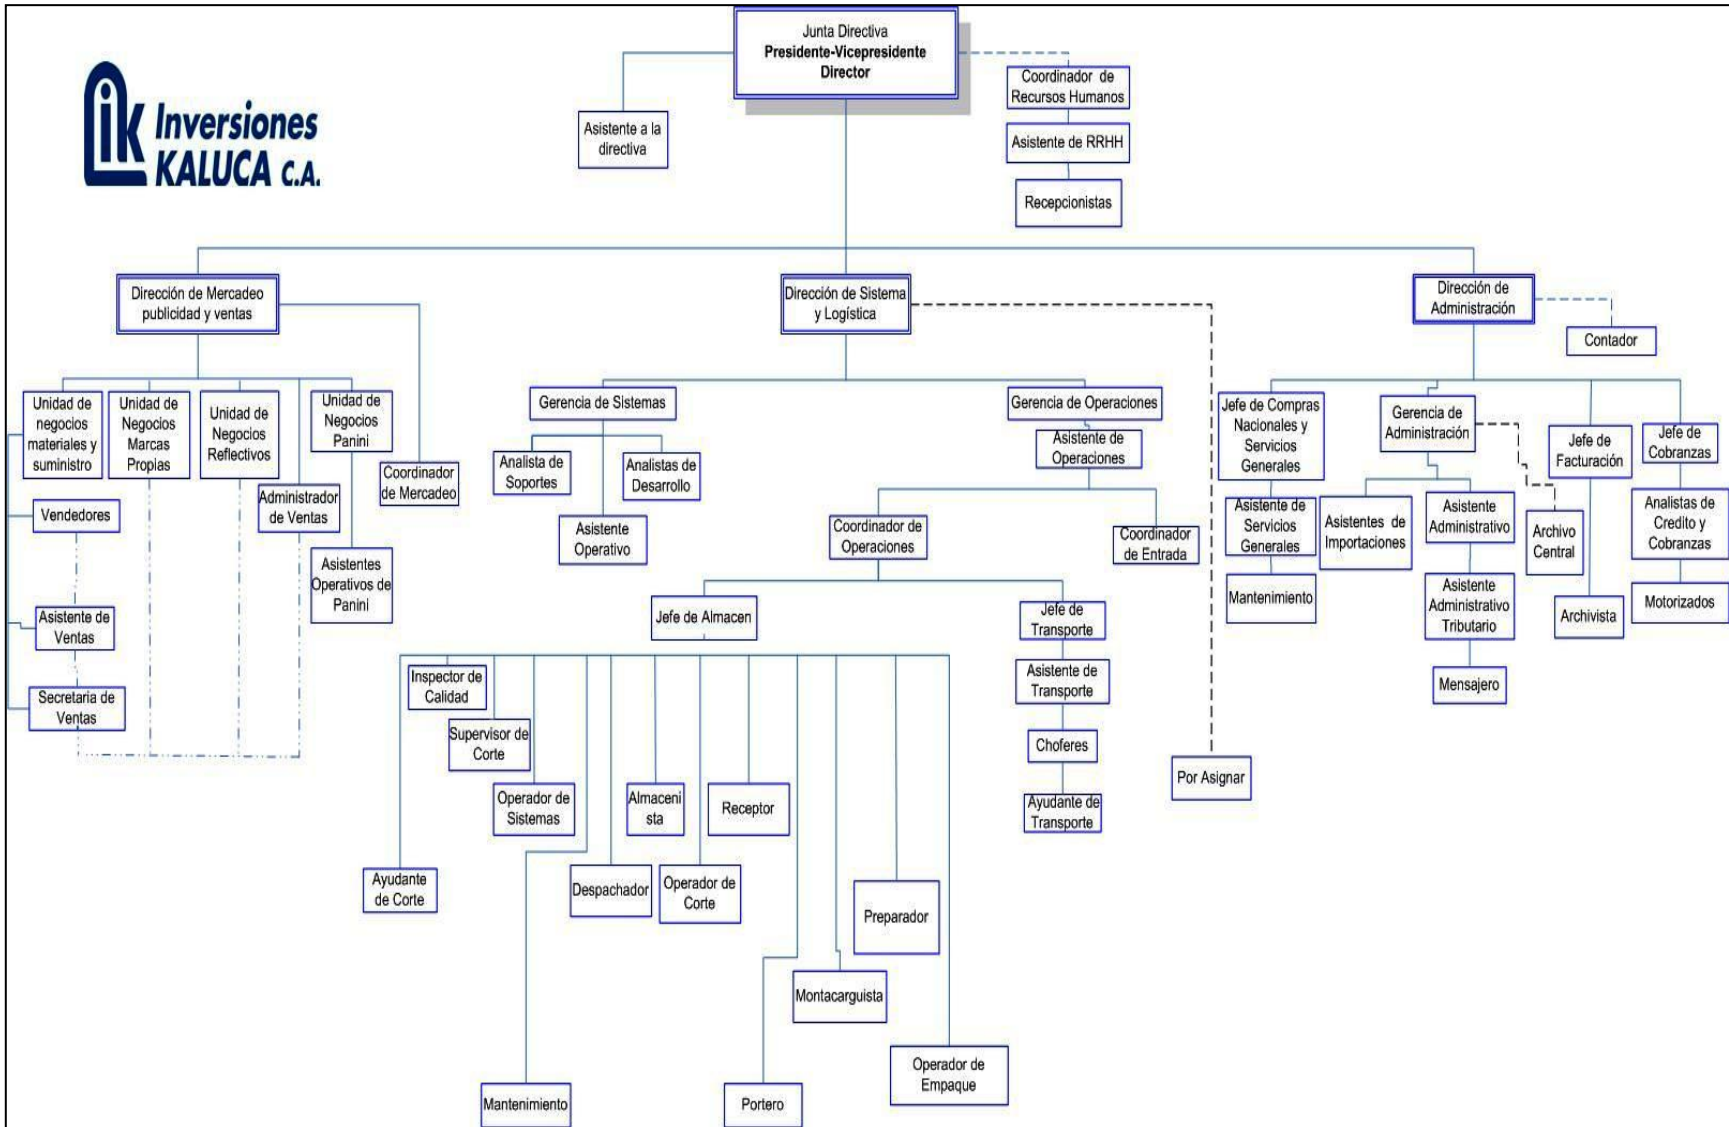 Junta Directiva
Presidente-Vicepresidente
Director
Coordinador de
Recursos Humanos
Asistente a la
directiva
Asistente de RRHH
Recepcionistas
ik Inversiones
KALUCA C.A.
Dirección de Mercadeo
publicidad y ventas
Dirección de Sistema
y Logística
Dirección de
Administración
Contador
Unidad de
negocios
materiales y
suministro
Unidad de
Negocios
Marcas
Propias
Unidad de
Negocios
Reflectivos
Unidad de
Negocios
Panini
Coordinador
de Mercadeo
Administrador
de Ventas
Vendedores
Asistentes
Operativos de
Panini
Asistente de
Ventas
Secretaria de
Ventas
Gerencia de Sistemas
Analista de
Soportes
Analistas de
Desarrollo
Asistente
Operativo
Gerencia de Operaciones
Asistente de
Operaciones
Coordinador de
Operaciones
Coordinador
de Entrada
Jefe de Almacen
Jefe de
Transporte
Asistente de
Transporte
Choferes
Ayudante de
Transporte
Por Asignar
Inspector de
Calidad
Supervisor de
Corte
Operador de
Sistemas
Almaceni
sta
Receptor
Ayudante
de Corte
Despachador
Operador de
Corte
Preparador
Montacarguista
Operador de
Empaque
Mantenimiento
Portero
Jefe de Compras
Nacionales y
Servicios
Generales
Asistente de
Servicios
Generales
Mantenimiento
Gerencia de
Administración
Asistentes de
Importaciones
Asistente
Administrativo
Asistente
Administrativo
Tributario
Mensajero
Archivo
Central
Jefe de
Facturación
Archivista
Jefe de
Cobranzas
Analistas de
Credito y
Cobranzas
Motorizados